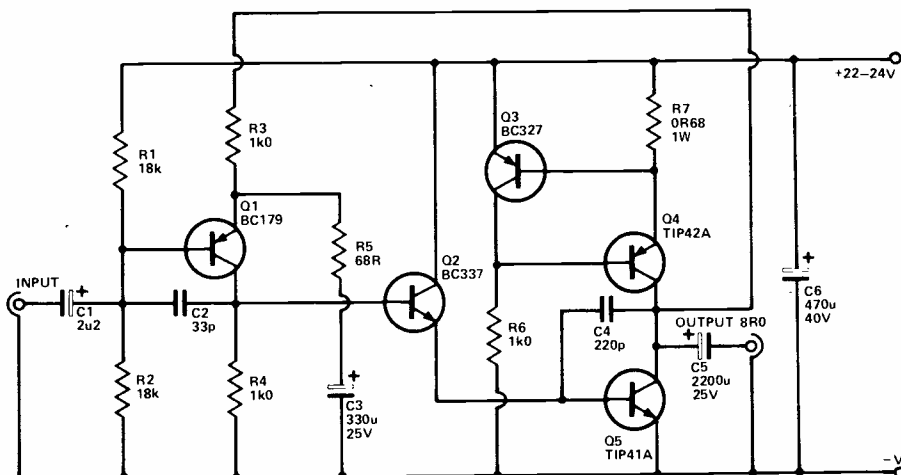 +22–24V
R7
0R68
1W
Q3
BC327
R3
1k0
R1
18k
Q1
BC179
Q4
TIP42A
R5
68R
Q2
BC337
INPUT
+
C1
2u2
C2
33p
R6
1k0
C4
220p
+
C6
470u
40V
OUTPUT 8R0
+
C5
2200u
25V
R2
18k
R4
1k0
+
C3
330u
25V
Q5
TIP41A
–V